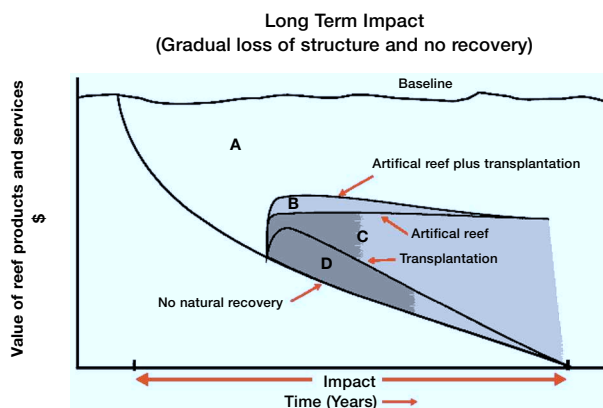 Long Term Impact
(Gradual loss of structure and no recovery)
Baseline
A
Artifical reef plus transplantation
B
C
Artifical reef
D
Transplantation
No natural recovery
Value of reef products and services
$
Impact
Time (Years)